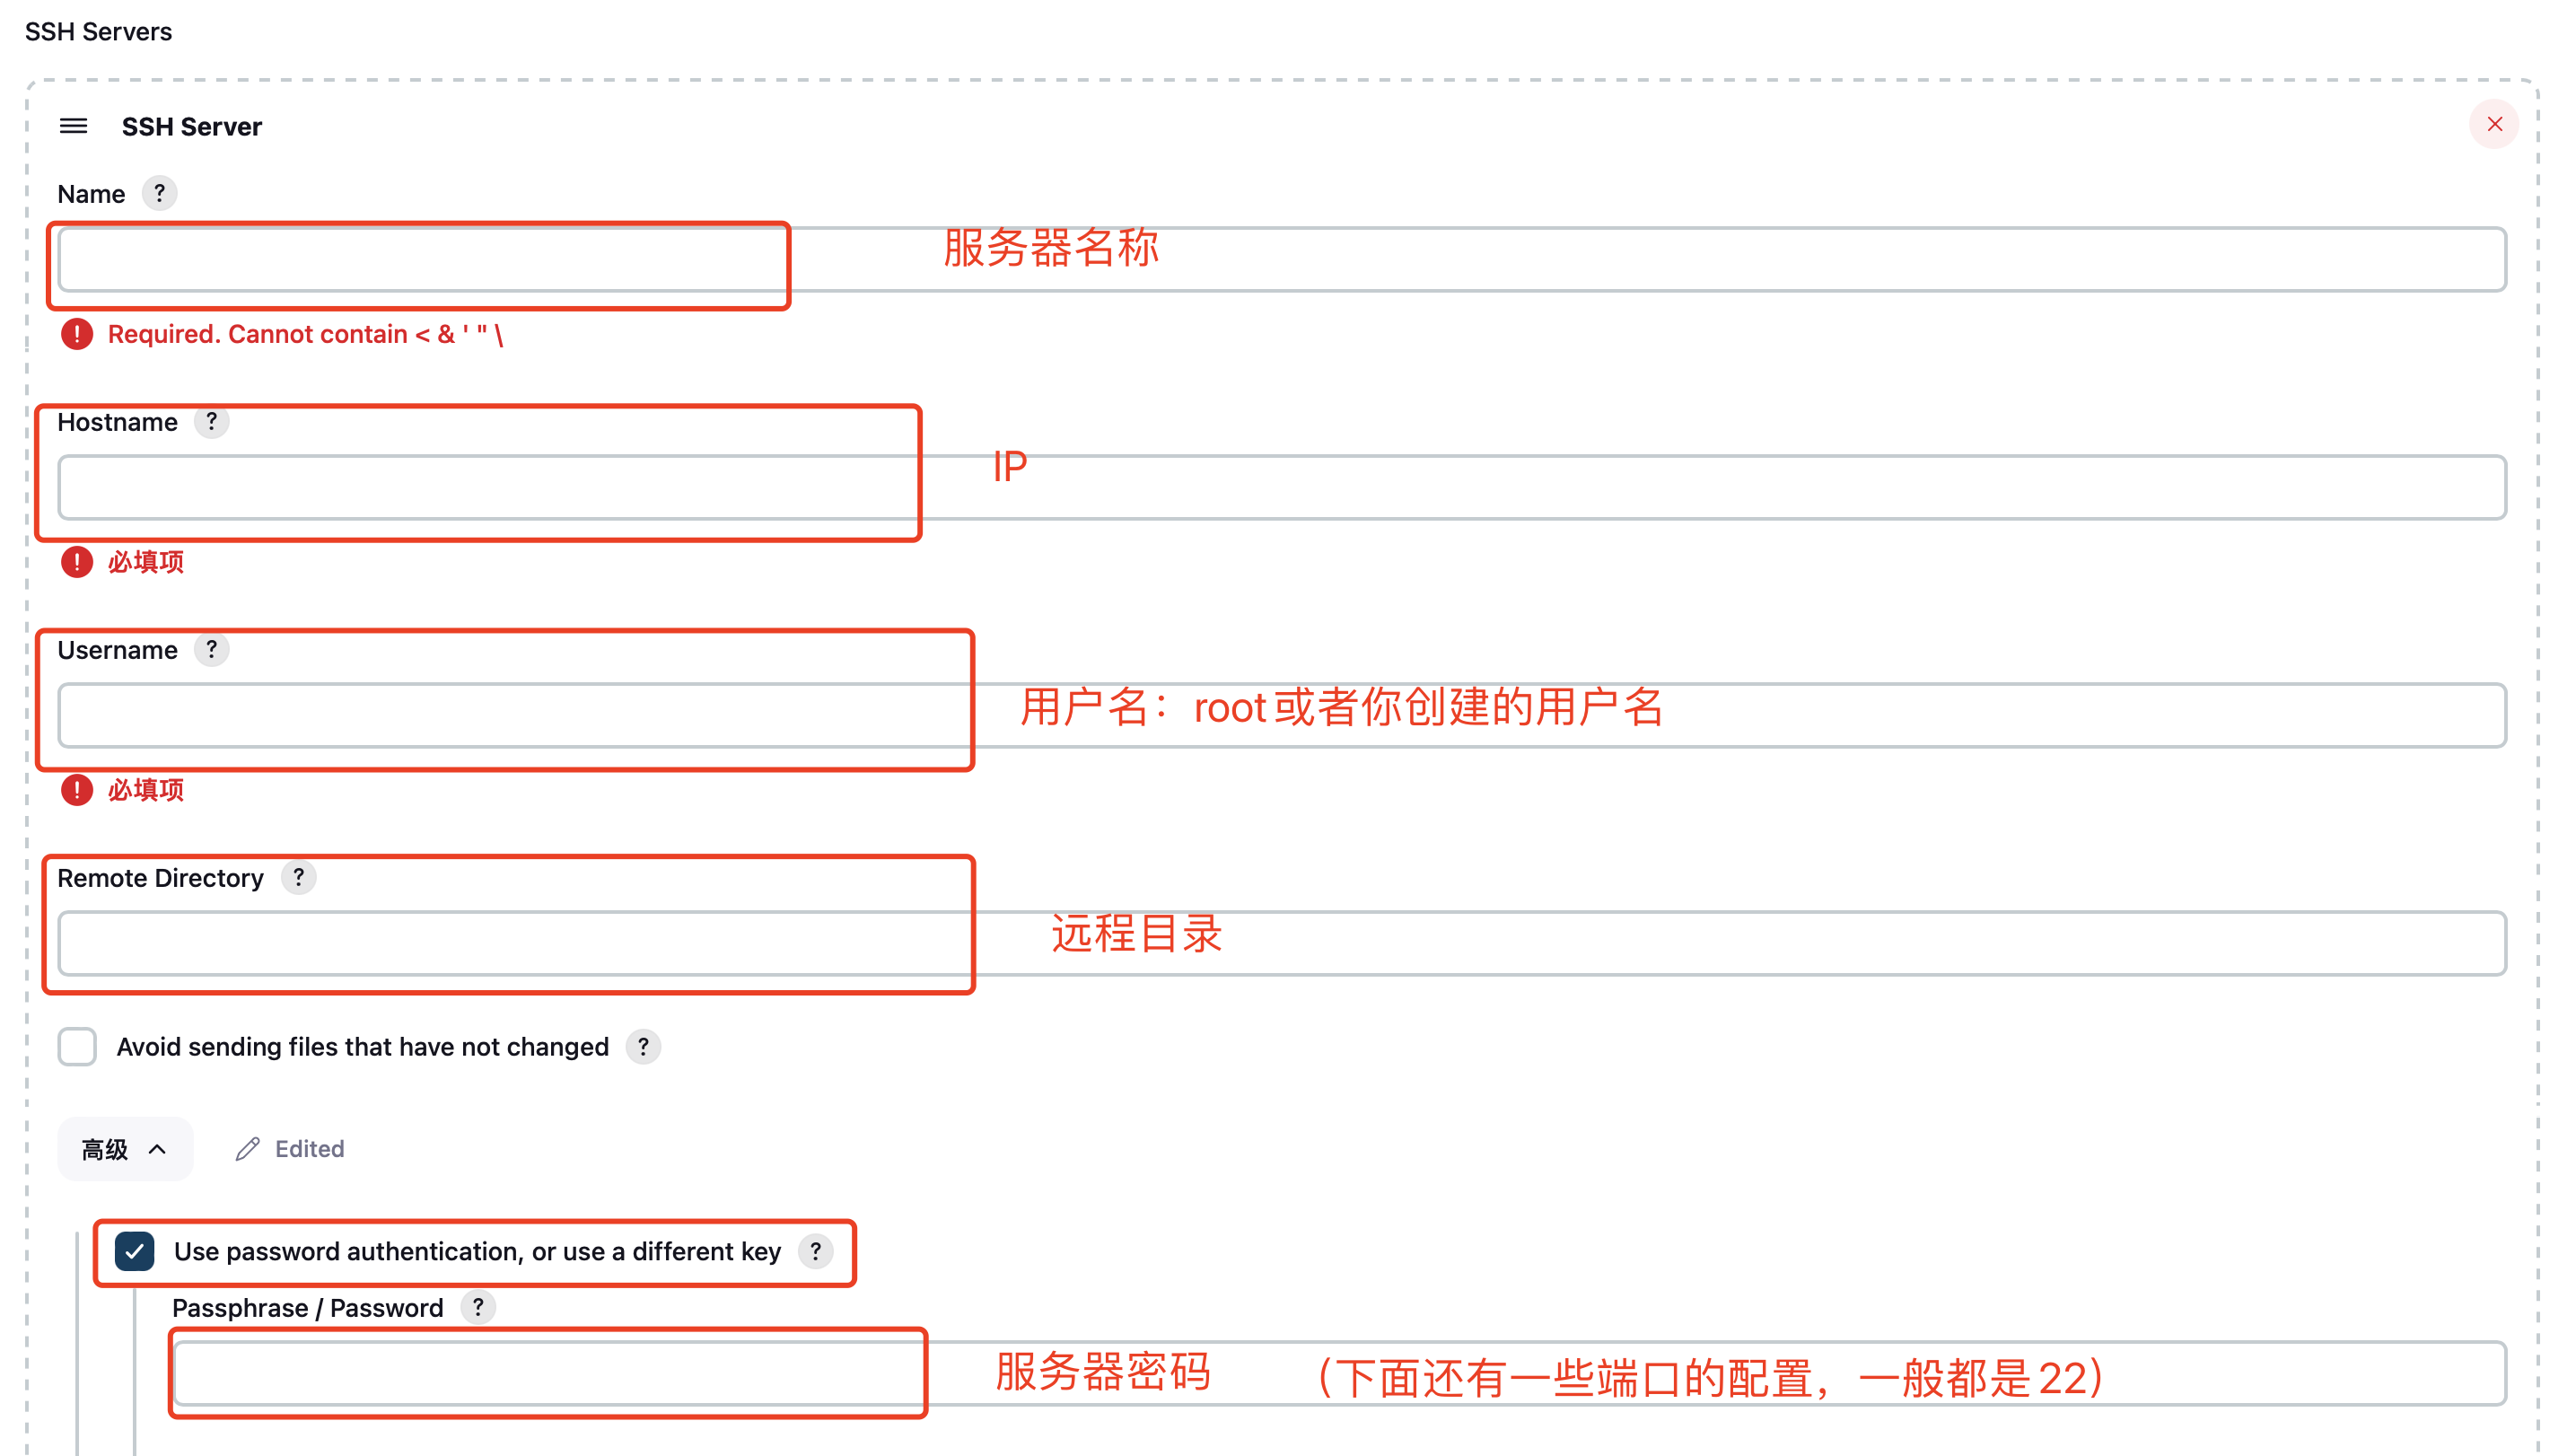 SSH Servers
SSH Server
Name ?
服务器名称
Required. Cannot contain < & ' " \
Hostname ?
IP
必填项
Username ?
用户名：root或者你创建的用户名
必填项
Remote Directory ?
远程目录
Avoid sending files that have not changed ?
高级 Edited
Use password authentication, or use a different key ?
Passphrase / Password ?
服务器密码 （下面还有一些端口的配置，一般都是22）